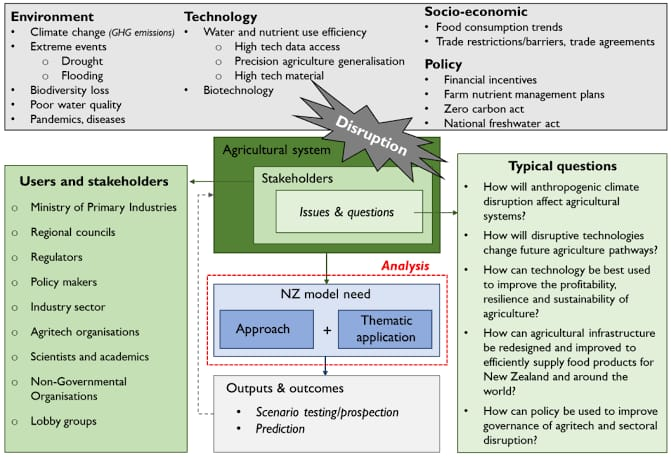 Environment
• Climate change (GHG emissions)
• Extreme events
o Drought
o Flooding
• Biodiversity loss
• Poor water quality
• Pandemics, diseases
Technology
• Water and nutrient use efficiency
o High tech data access
o Precision agriculture generalisation
o High tech material
• Biotechnology
Socio-economic
• Food consumption trends
• Trade restrictions/barriers, trade agreements
Policy
• Financial incentives
• Farm nutrient management plans
• Zero carbon act
• National freshwater act
Disruption
Agricultural system
Stakeholders
Issues & questions
Users and stakeholders
o Ministry of Primary Industries
o Regional councils
o Regulators
o Policy makers
o Industry sector
o Agritech organisations
o Scientists and academics
o Non-Governmental
Organisations
o Lobby groups
Analysis
NZ model need
Approach
+
Thematic
application
Outputs & outcomes
• Scenario testing/prospection
• Prediction
Typical questions
• How will anthropogenic climate
disruption affect agricultural
systems?
• How will disruptive technologies
change future agriculture pathways?
• How can technology be best used
to improve the profitability,
resilience and sustainability of
agriculture?
• How can agricultural infrastructure
be redesigned and improved to
efficiently supply food products for
New Zealand and around the
world?
• How can policy be used to improve
governance of agritech and sectoral
disruption?